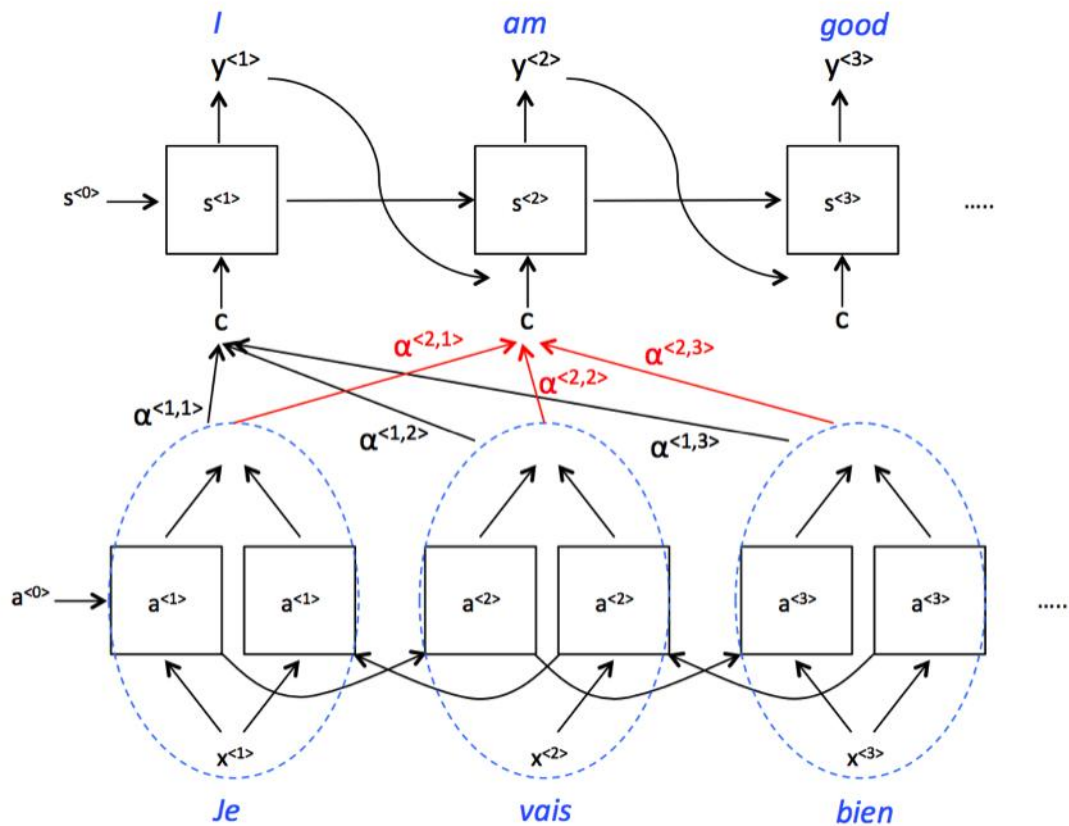 I am good
y<1> y<2> y<3>
s<0> s<1> s<2> s<3> .....
c c c
α<2,1> α<2,3>
α<2,2>
α<1,1> α<1,2> α<1,3>
a<0> a<1> a<1> a<2> a<2> a<3> a<3> .....
x<1> x<2> x<3>
Je vais bien